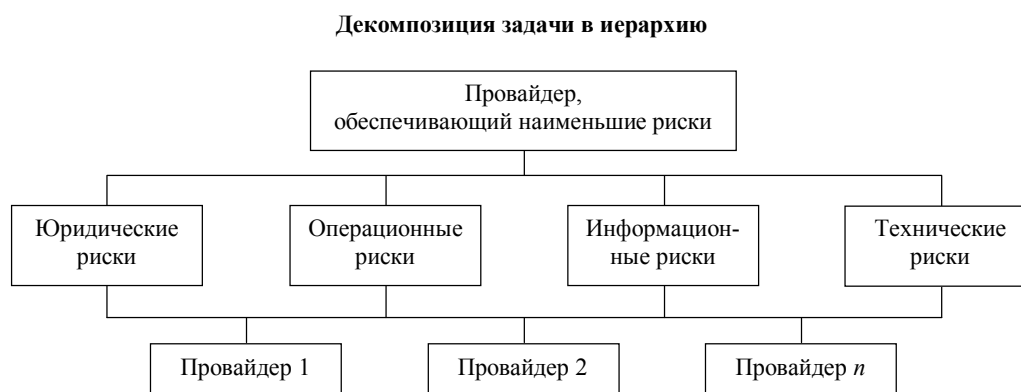 Декомпозиция задачи в иерархию
Провайдер,
обеспечивающий наименьшие риски
Юридические
риски
Операционные
риски
Информацион-
ные риски
Технические
риски
Провайдер 1
Провайдер 2
Провайдер n